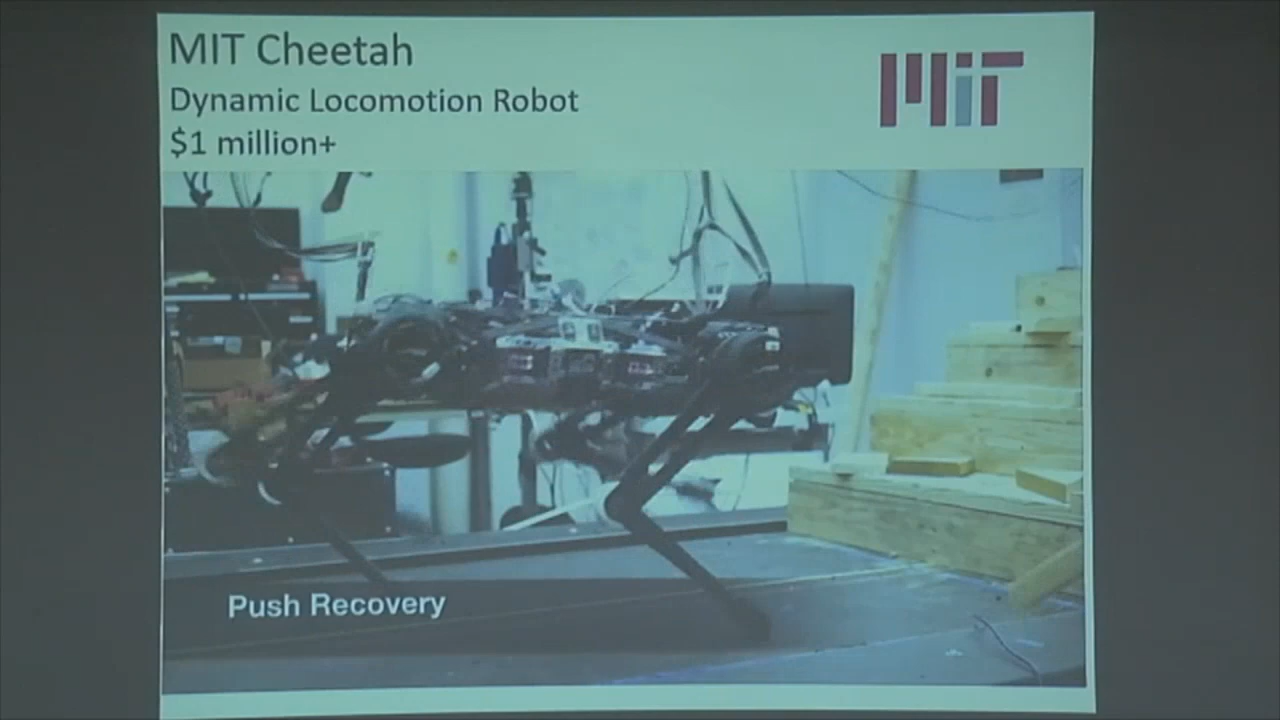 MIT Cheetah
Dynamic Locomotion Robot
$1 million+
MIT
Push Recovery